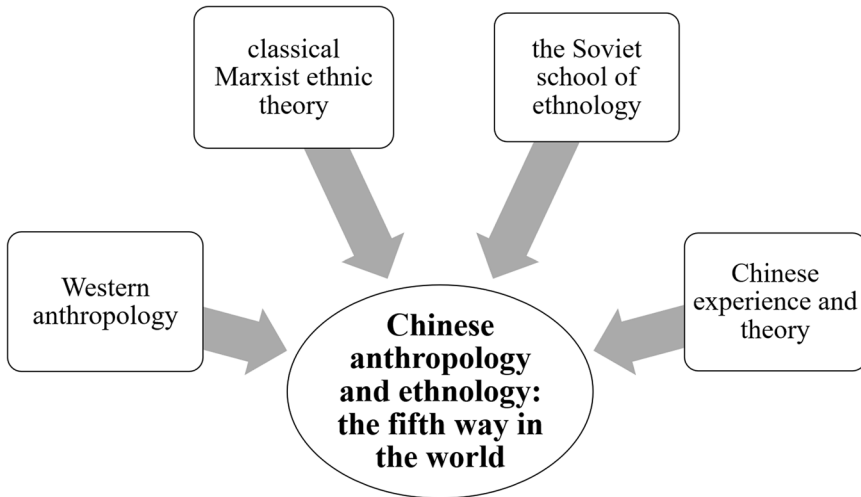 classical
Marxist ethnic
theory
the Soviet
school of
ethnology
Western
anthropology
Chinese
experience and
theory
Chinese
anthropology
and ethnology:
the fifth way in
the world